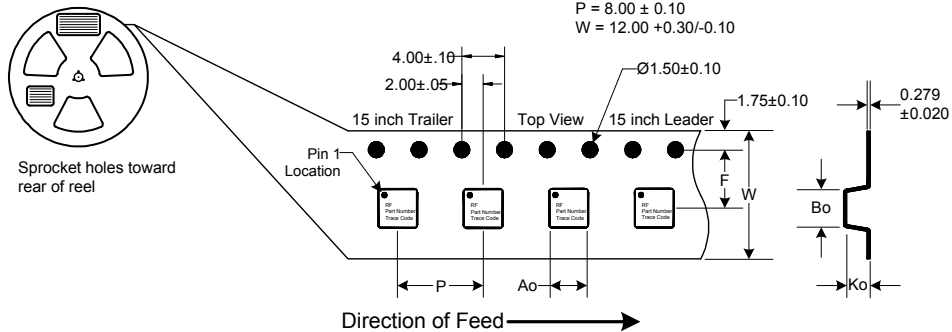 P = 8.00 ± 0.10
W = 12.00 +0.30/-0.10
4.00±.10
2.00±.05
Ø1.50±0.10
1.75±0.10
0.279
±0.020
15 inch Trailer
Top View
15 inch Leader
Pin 1
Location
Sprocket holes toward
rear of reel
F
W
Bo
RF
Part Number
Trace Code
RF
Part Number
Trace Code
RF
Part Number
Trace Code
RF
Part Number
Trace Code
P
Ao
Ko
Direction of Feed